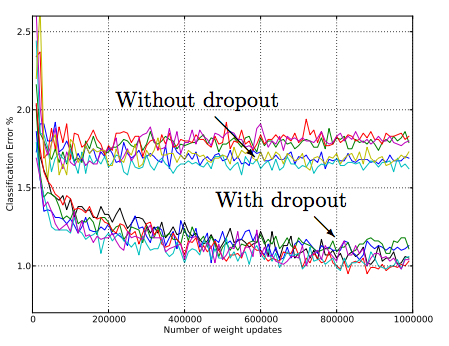 2.5
Without dropout
2.0
Classification Error %
1.5
With dropout
1.0
0
200000
400000
600000
800000
1000000
Number of weight updates